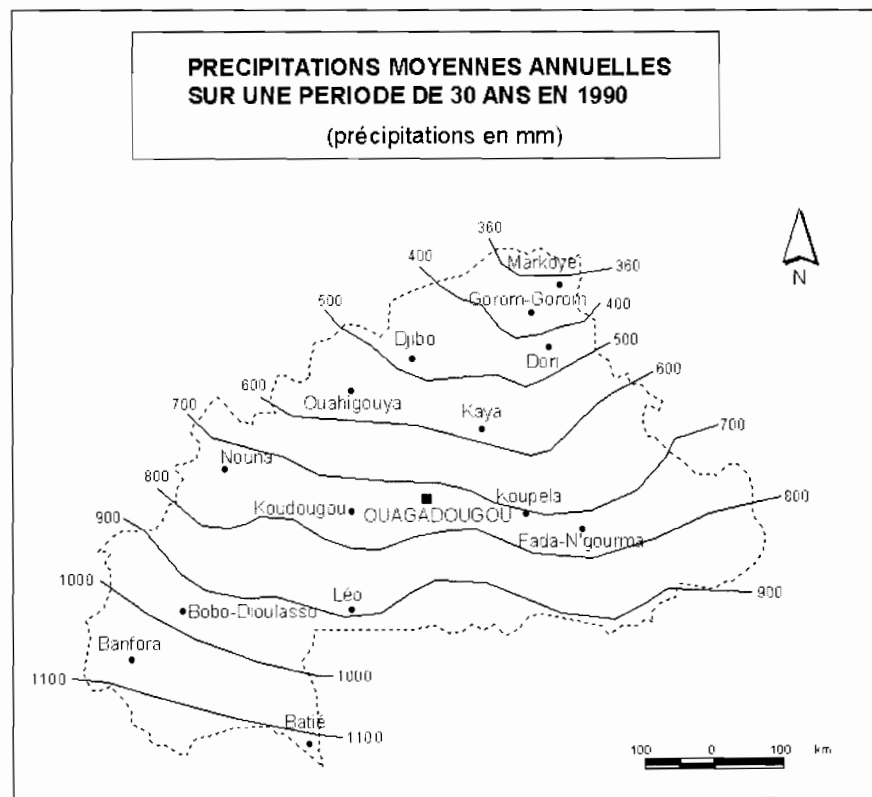 PRECIPITATIONS MOYENNES ANNUELLES
SUR UNE PERIODE DE 30 ANS EN 1990
(précipitations en mm)
360
Markoye
360
400
Gorom-Gorom
400
N
500
Djibo
Dori
500
600
Ouahigouya
Kaya
600
700
Nouna
700
800
Koudougou
OUAGADOUGOU
Koupela
800
Fada-N'gourma
900
Léo
900
1000
Bobo-Dioulasso
Banfora
1000
1100
Batié
1100
100
0
100
km